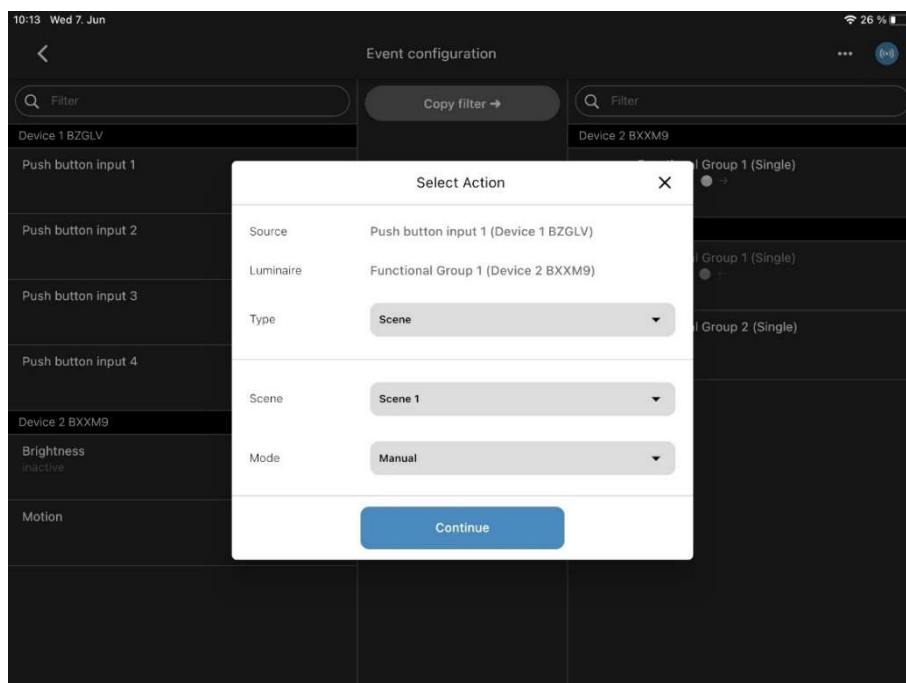 10:13 Wed 7. Jun
26 %
Event configuration
Filter
Copy filter →
Filter
Device 1 BZGLV
Device 2 BXXM9
Push button input 1
l Group 1 (Single)
Push button input 2
l Group 1 (Single)
Push button input 3
l Group 2 (Single)
Push button input 4
Device 2 BXXM9
Brightness
inactive
Motion
Select Action
Source Push button input 1 (Device 1 BZGLV)
Luminaire Functional Group 1 (Device 2 BXXM9)
Type Scene
Scene Scene 1
Mode Manual
Continue